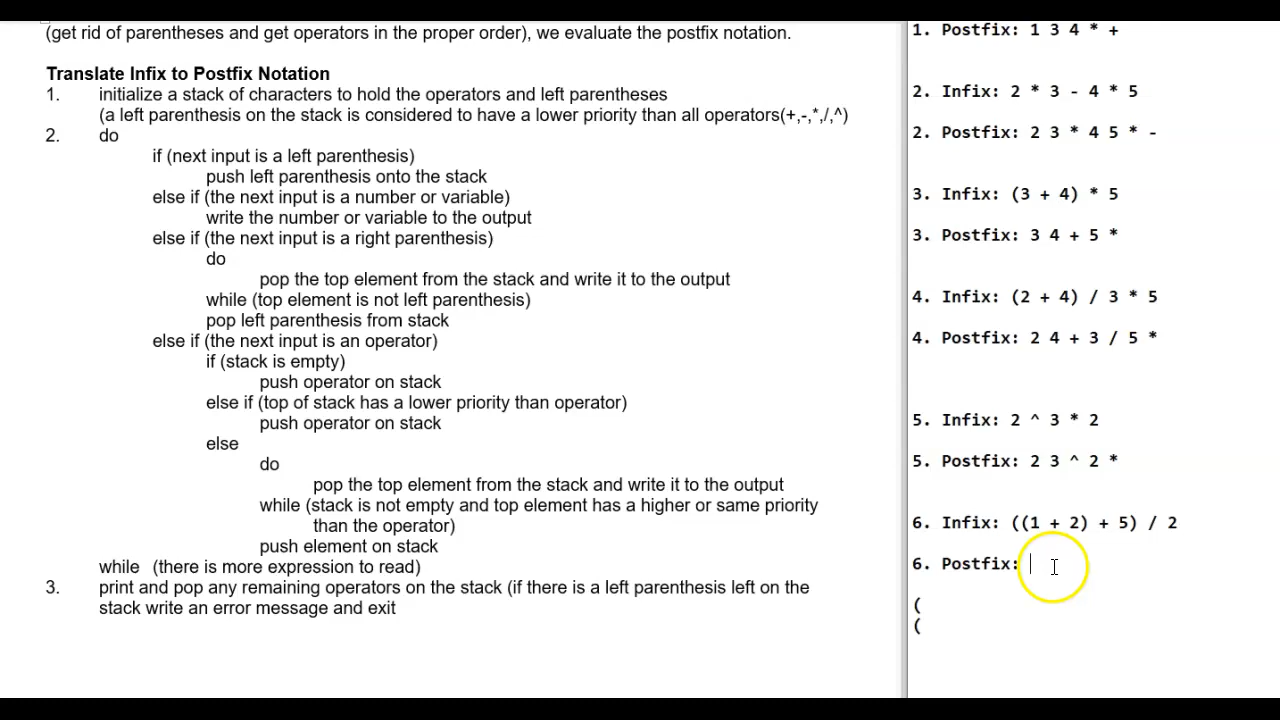 (get rid of parentheses and get operators in the proper order), we evaluate the postfix notation.
Translate Infix to Postfix Notation
1. initialize a stack of characters to hold the operators and left parentheses
(a left parenthesis on the stack is considered to have a lower priority than all operators(+,-,*,/,^)
2. do
if (next input is a left parenthesis)
push left parenthesis onto the stack
else if (the next input is a number or variable)
write the number or variable to the output
else if (the next input is a right parenthesis)
do
pop the top element from the stack and write it to the output
while (top element is not left parenthesis)
pop left parenthesis from stack
else if (the next input is an operator)
if (stack is empty)
push operator on stack
else if (top of stack has a lower priority than operator)
push operator on stack
else
do
pop the top element from the stack and write it to the output
while (stack is not empty and top element has a higher or same priority
than the operator)
push element on stack
while (there is more expression to read)
3. print and pop any remaining operators on the stack (if there is a left parenthesis left on the
stack write an error message and exit
1. Postfix: 1 3 4 * +
2. Infix: 2 * 3 - 4 * 5
2. Postfix: 2 3 * 4 5 * -
3. Infix: (3 + 4) * 5
3. Postfix: 3 4 + 5 *
4. Infix: (2 + 4) / 3 * 5
4. Postfix: 2 4 + 3 / 5 *
5. Infix: 2 ^ 3 * 2
5. Postfix: 2 3 ^ 2 *
6. Infix: ((1 + 2) + 5) / 2
6. Postfix:
(
(